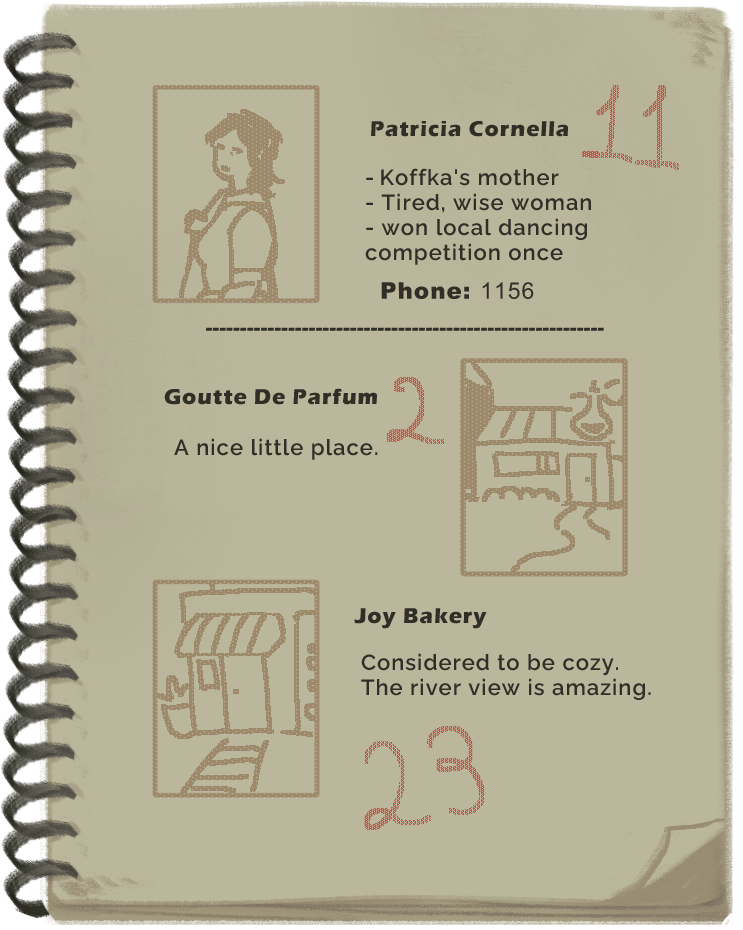 Patricia Cornella 11
- Koffka's mother
- Tired, wise woman
- won local dancing
competition once
Phone: 1156
Goutte De Parfum 2
A nice little place.
Joy Bakery
Considered to be cozy.
The river view is amazing.
23